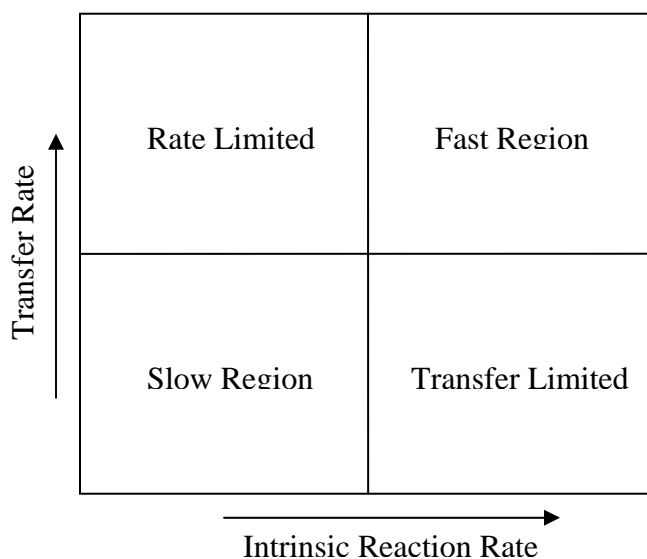 Rate Limited
Fast Region
Transfer Rate
Slow Region
Transfer Limited
Intrinsic Reaction Rate